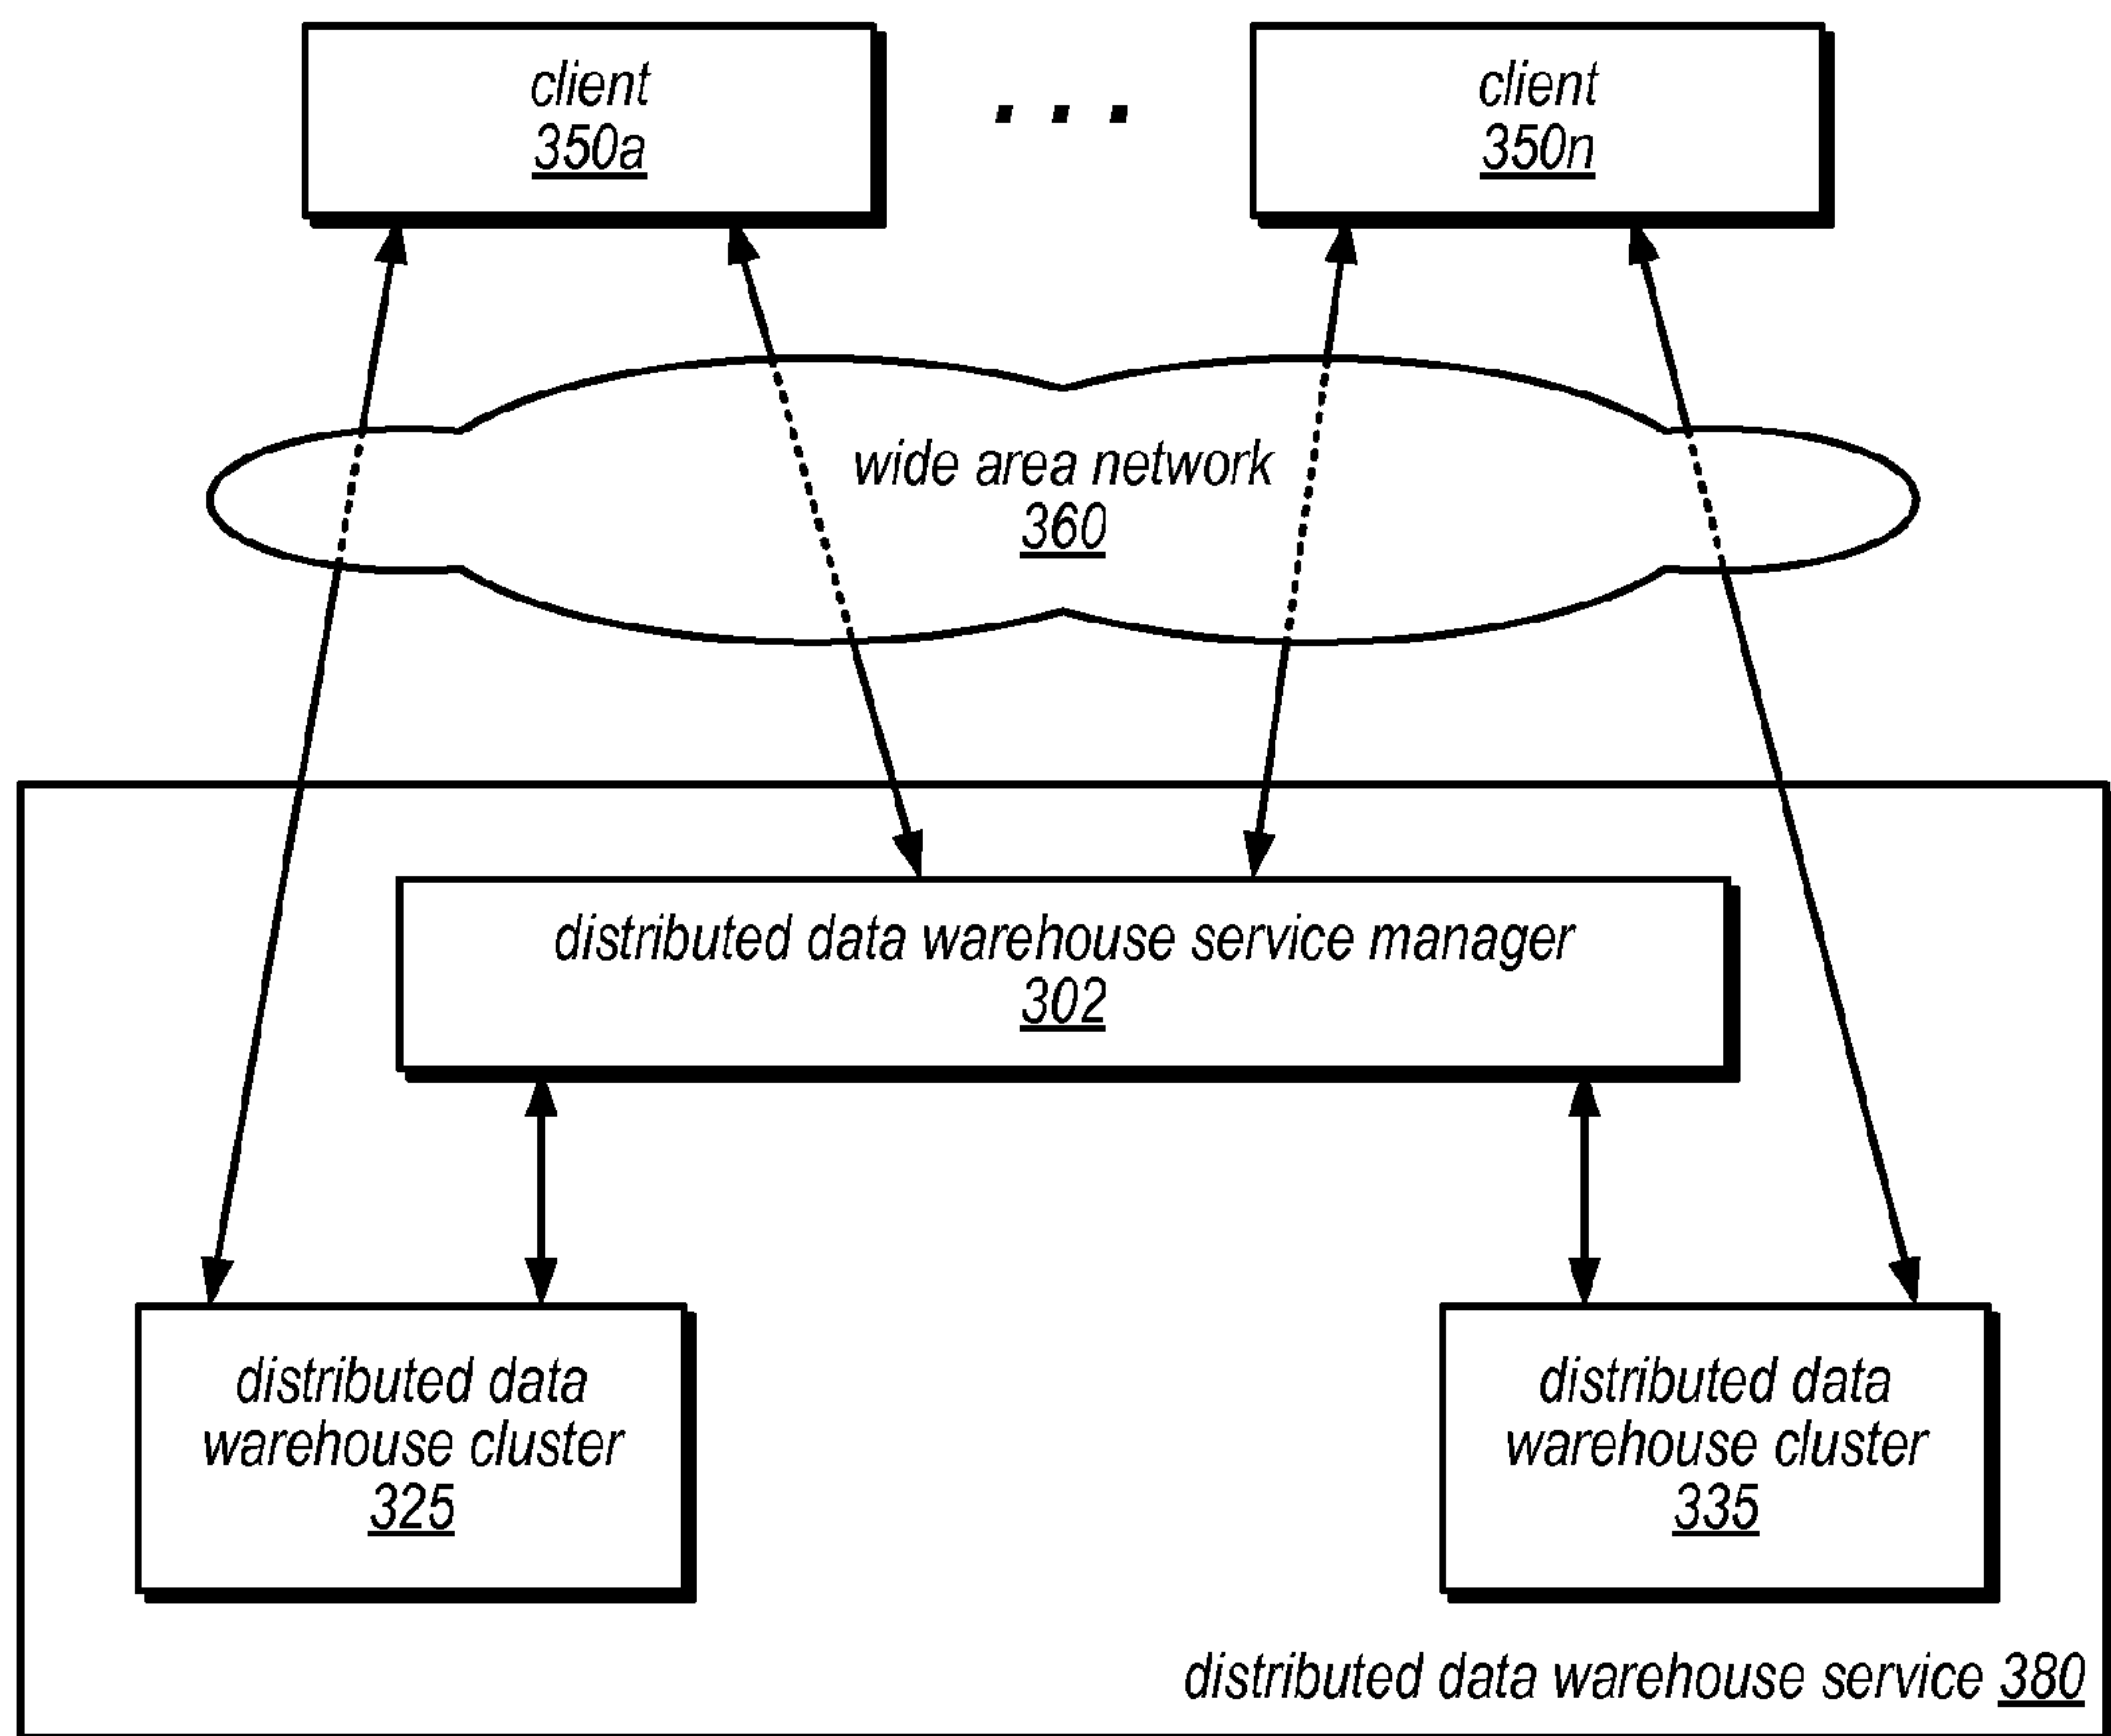 client
350a
. . .
client
350n
wide area network
360
distributed data warehouse service manager
302
distributed data
warehouse cluster
325
distributed data
warehouse cluster
335
distributed data warehouse service 380